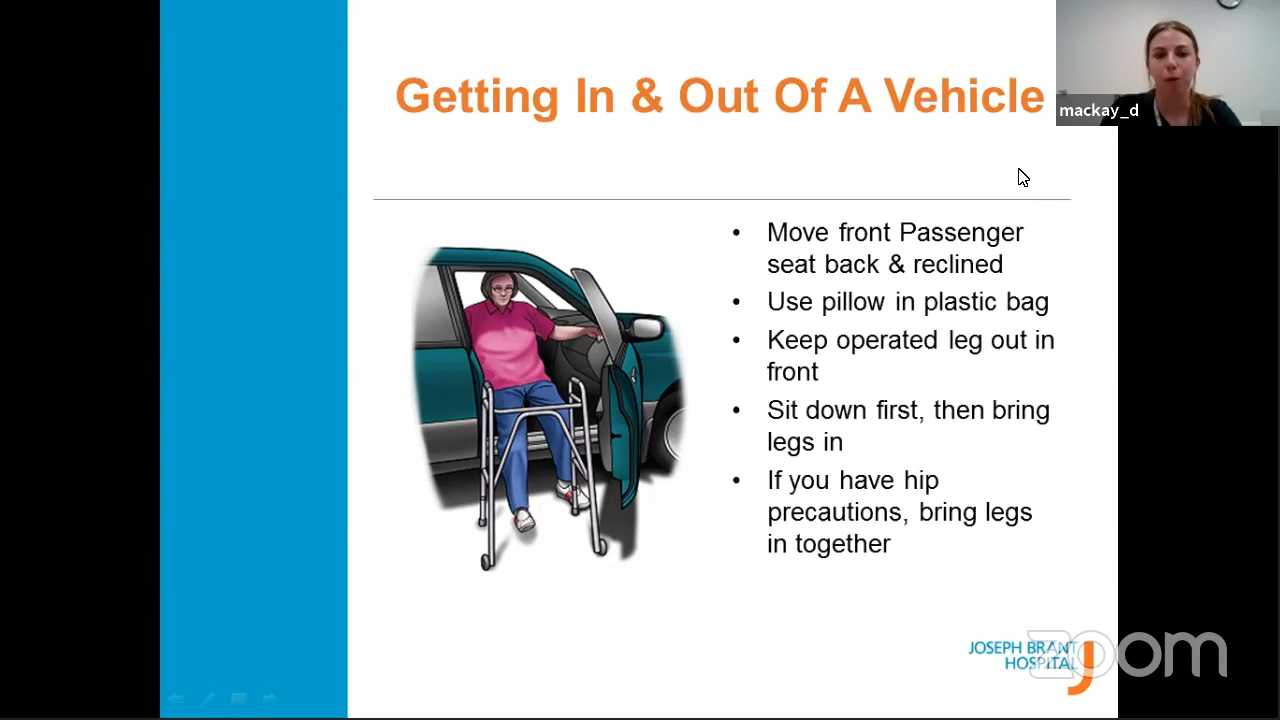 Getting In & Out Of A Vehicle
mackay_d
• Move front Passenger
seat back & reclined
• Use pillow in plastic bag
• Keep operated leg out in
front
• Sit down first, then bring
legs in
• If you have hip
precautions, bring legs
in together
JOSEPH BRANT
HOSPITAL
zoom